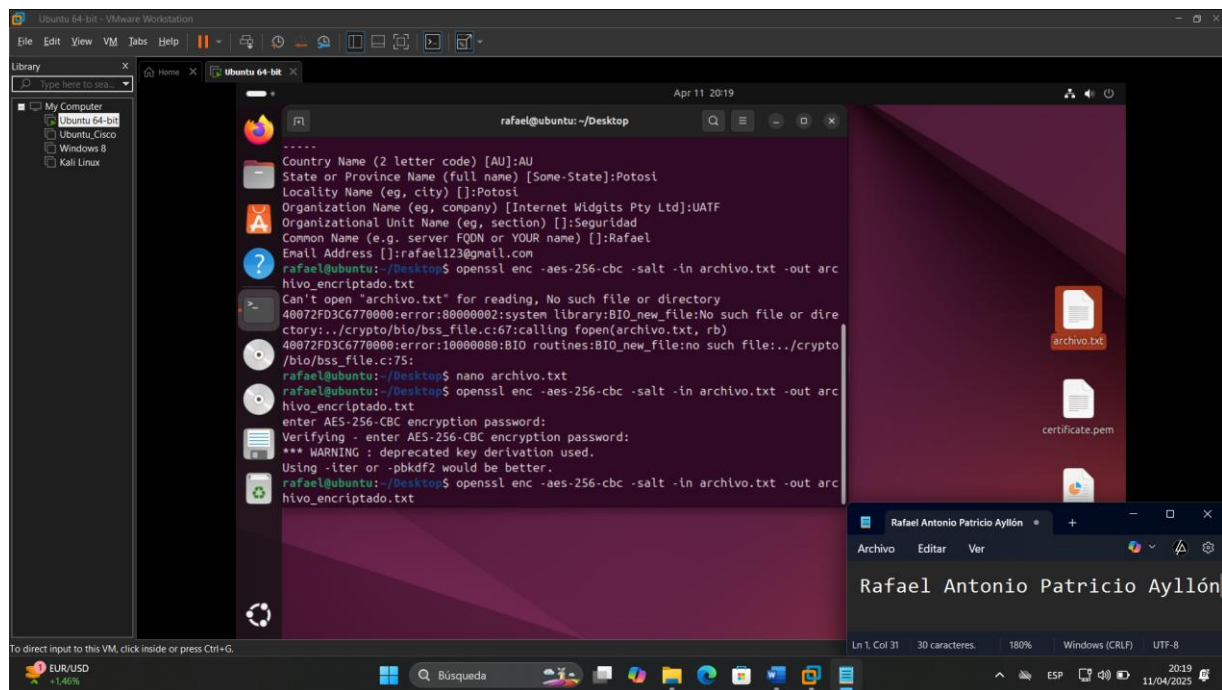 Ubuntu 64-bit - VMware Workstation
File Edit View VM Tabs Help
Library
Type here to sea...
My Computer
Ubuntu 64-bit
Ubuntu_Cisco
Windows 8
Kali Linux
Home
Ubuntu 64-bit
Apr 11 20:19
rafael@ubuntu: ~/Desktop
-----
Country Name (2 letter code) [AU]:AU
State or Province Name (full name) [Some-State]:Potosi
Locality Name (eg, city) []:Potosi
Organization Name (eg, company) [Internet Widgits Pty Ltd]:UATF
Organizational Unit Name (eg, section) []:Seguridad
Common Name (e.g. server FQDN or YOUR name) []:Rafael
Email Address []:rafael123@gmail.com
rafael@ubuntu:~/Desktop$ openssl enc -aes-256-cbc -salt -in archivo.txt -out arc
hivo_encriptado.txt
Can't open "archivo.txt" for reading, No such file or directory
40072FD3C6770000:error:80000002:system library:BIO_new_file:No such file or dire
ctory:../crypto/bio/bss_file.c:67:calling fopen(archivo.txt, rb)
40072FD3C6770000:error:10000080:BIO routines:BIO_new_file:no such file:../crypto
/bio/bss_file.c:75:
rafael@ubuntu:~/Desktop$ nano archivo.txt
rafael@ubuntu:~/Desktop$ openssl enc -aes-256-cbc -salt -in archivo.txt -out arc
hivo_encriptado.txt
enter AES-256-CBC encryption password:
Verifying - enter AES-256-CBC encryption password:
*** WARNING : deprecated key derivation used.
Using -iter or -pbkdf2 would be better.
rafael@ubuntu:~/Desktop$ openssl enc -aes-256-cbc -salt -in archivo.txt -out arc
hivo_encriptado.txt
archivo.txt
certificate.pem
Rafael Antonio Patricio Ayllón
Archivo Editar Ver
Rafael Antonio Patricio Ayllón
Ln 1, Col 31 30 caracteres. 180% Windows (CRLF) UTF-8
To direct input to this VM, click inside or press Ctrl+G.
1
EUR/USD
+1,46%
Búsqueda
ESP
20:19
11/04/2025